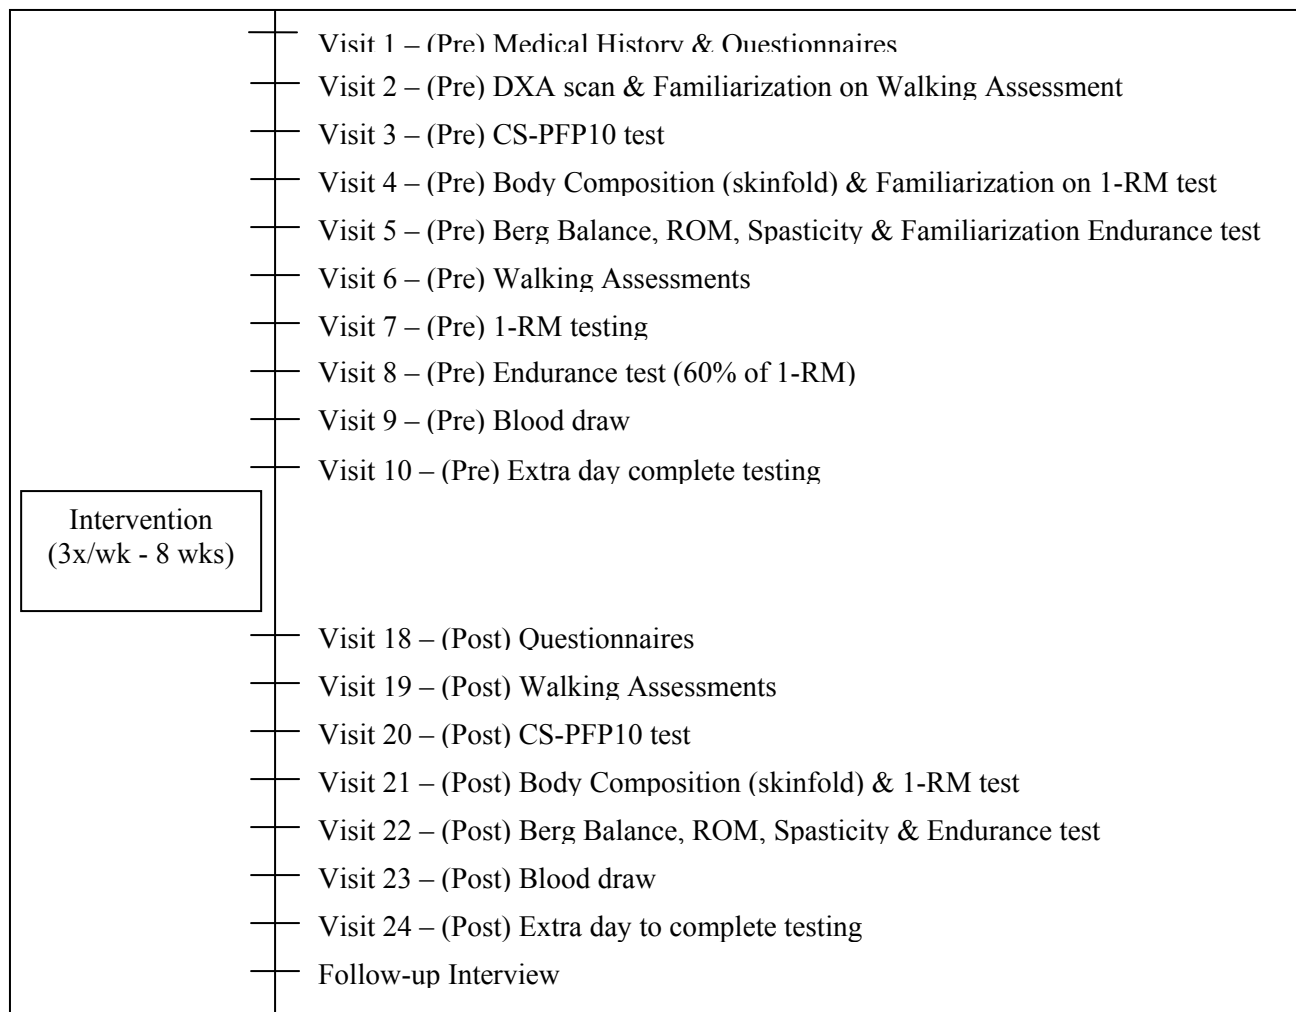 Visit 1 – (Pre) Medical History & Questionnaires
Visit 2 – (Pre) DXA scan & Familiarization on Walking Assessment
Visit 3 – (Pre) CS-PFP10 test
Visit 4 – (Pre) Body Composition (skinfold) & Familiarization on 1-RM test
Visit 5 – (Pre) Berg Balance, ROM, Spasticity & Familiarization Endurance test
Visit 6 – (Pre) Walking Assessments
Visit 7 – (Pre) 1-RM testing
Visit 8 – (Pre) Endurance test (60% of 1-RM)
Visit 9 – (Pre) Blood draw
Visit 10 – (Pre) Extra day complete testing
Intervention
(3x/wk - 8 wks)
Visit 18 – (Post) Questionnaires
Visit 19 – (Post) Walking Assessments
Visit 20 – (Post) CS-PFP10 test
Visit 21 – (Post) Body Composition (skinfold) & 1-RM test
Visit 22 – (Post) Berg Balance, ROM, Spasticity & Endurance test
Visit 23 – (Post) Blood draw
Visit 24 – (Post) Extra day to complete testing
Follow-up Interview